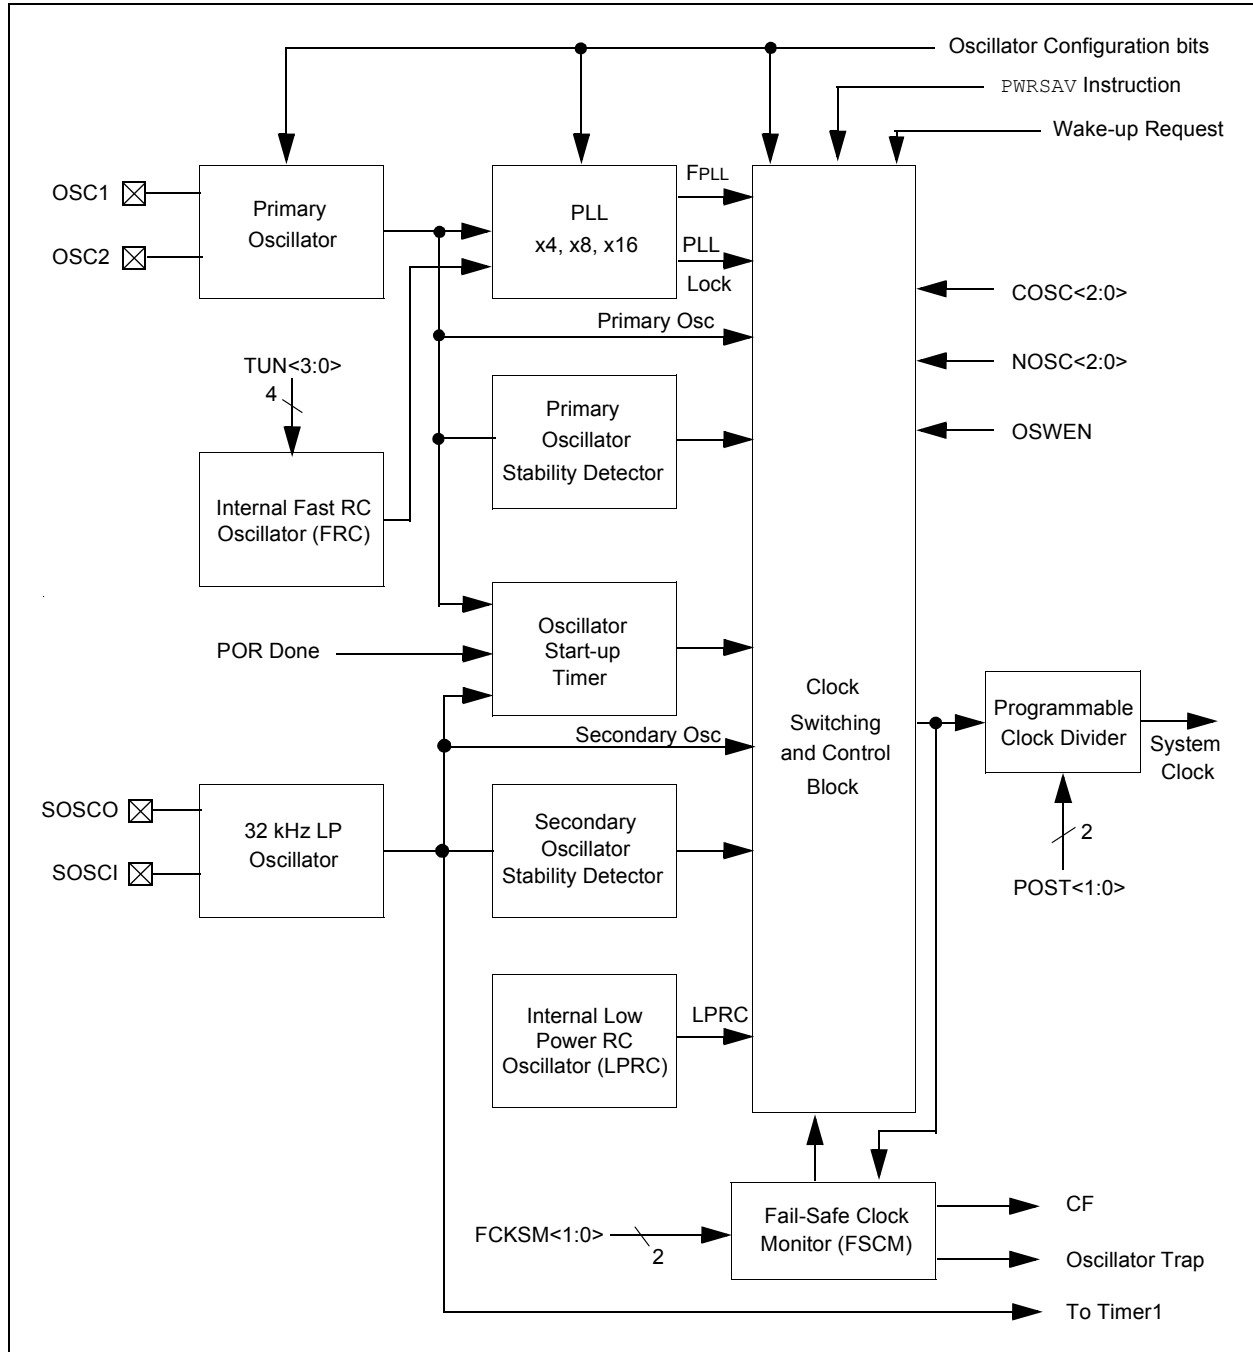 Oscillator Configuration bits
PWRSAV Instruction
Wake-up Request
OSC1
OSC2
Primary
Oscillator
PLL
x4, x8, x16
FPLL
PLL
Lock
COSC<2:0>
Primary Osc
TUN<3:0>
4
NOSC<2:0>
Primary
Oscillator
Stability Detector
OSWEN
Internal Fast RC
Oscillator (FRC)
POR Done
Oscillator
Start-up
Timer
Clock
Switching
and Control
Block
Programmable
Clock Divider
System
Clock
Secondary Osc
SOSCO
SOSCI
32 kHz LP
Oscillator
Secondary
Oscillator
Stability Detector
2
POST<1:0>
Internal Low
Power RC
Oscillator (LPRC)
LPRC
FCKSM<1:0>
2
Fail-Safe Clock
Monitor (FSCM)
CF
Oscillator Trap
To Timer1